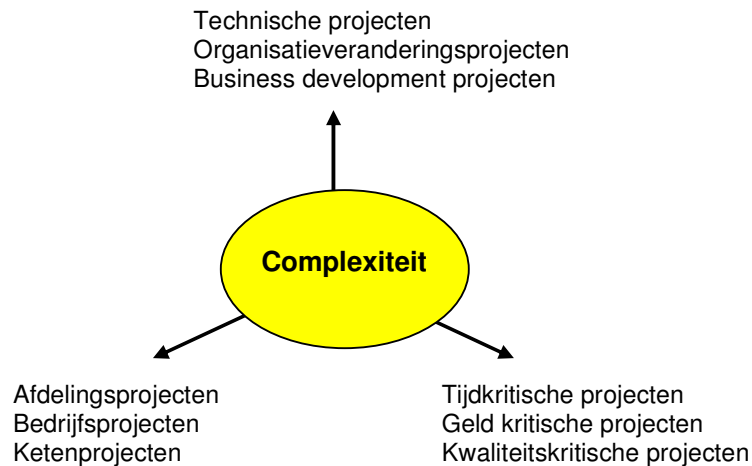 Technische projecten
Organisatieveranderingsprojecten
Business development projecten
Complexiteit
Afdelingsprojecten
Bedrijfsprojecten
Ketenprojecten
Tijdkritische projecten
Geld kritische projecten
Kwaliteitskritische projecten